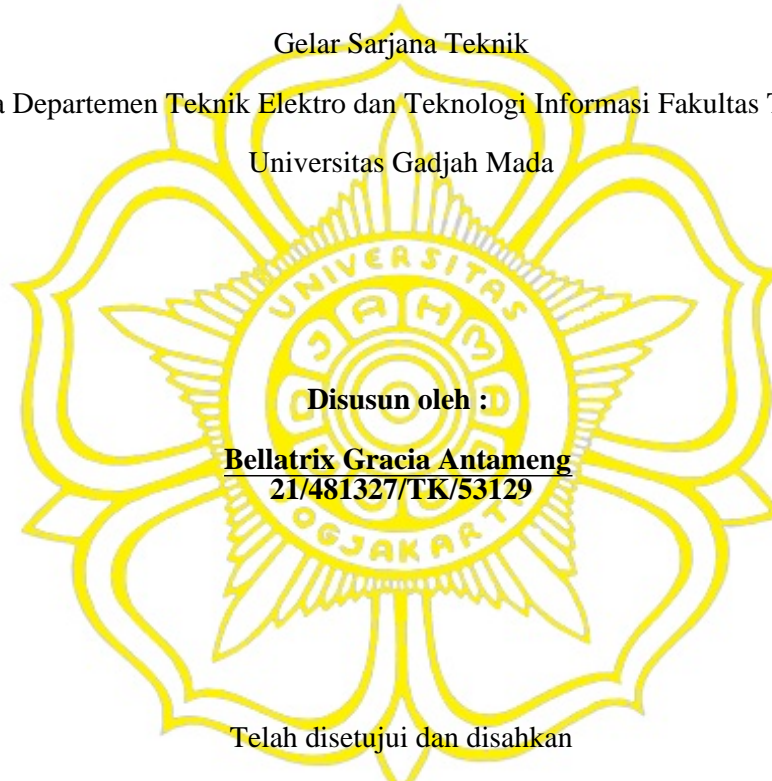 Gelar Sarjana Teknik
Departemen Teknik Elektro dan Teknologi Informasi Fakultas
Universitas Gadjah Mada
UNIVERSITAS
Disusun oleh :
Bellatrix Gracia Antameng
21/481327/TK/53129
Telah disetujui dan disahkan